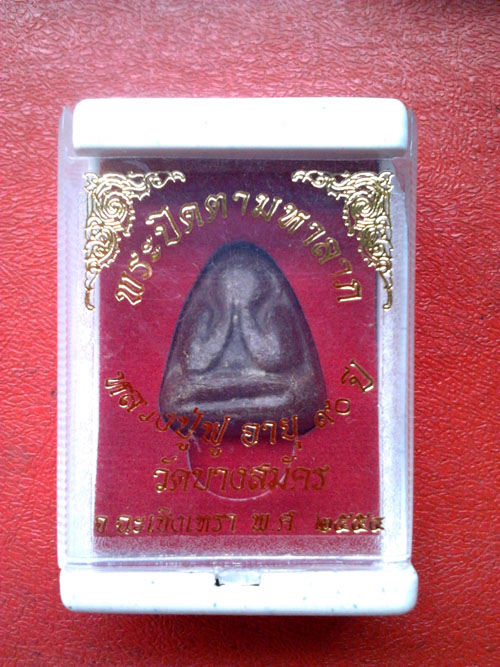 พระปิดตามหาลาภ
หลวงปู่ฟู อายุ ๙๐ ปี
วัดบางสมัคร
จ.ฉะเชิงเทรา พ.ศ. ๒๕๕๔